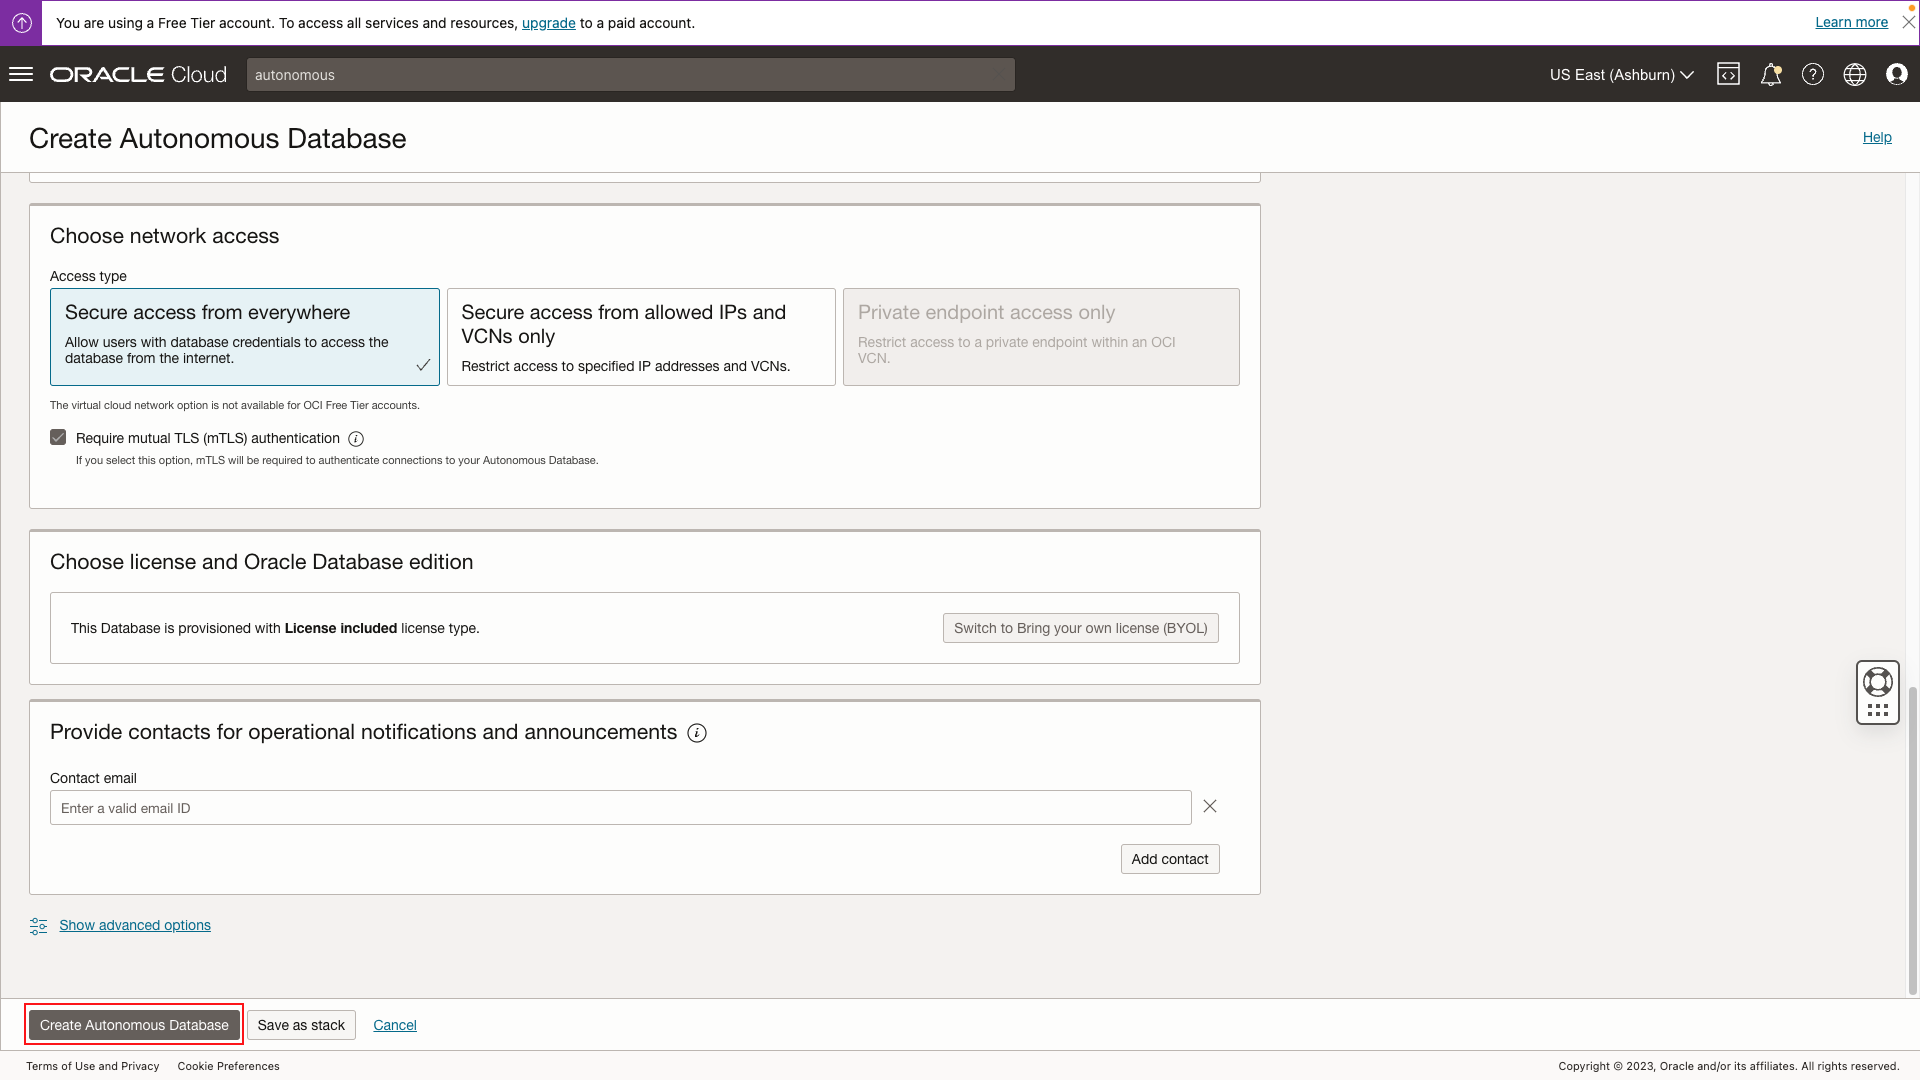 You are using a Free Tier account. To access all services and resources, upgrade to a paid account.
Learn more
ORACLE Cloud
autonomous
US East (Ashburn)
Create Autonomous Database
Help
Choose network access
Access type
Secure access from everywhere
Allow users with database credentials to access the
database from the internet.
Secure access from allowed IPs and
VCNs only
Restrict access to specified IP addresses and VCNs.
Private endpoint access only
Restrict access to a private endpoint within an OCI
VCN.
The virtual cloud network option is not available for OCI Free Tier accounts.
Require mutual TLS (mTLS) authentication
If you select this option, mTLS will be required to authenticate connections to your Autonomous Database.
Choose license and Oracle Database edition
This Database is provisioned with License included license type.
Switch to Bring your own license (BYOL)
Provide contacts for operational notifications and announcements
Contact email
Enter a valid email ID
Add contact
Show advanced options
Create Autonomous Database
Save as stack
Cancel
Terms of Use and Privacy
Cookie Preferences
Copyright © 2023, Oracle and/or its affiliates. All rights reserved.